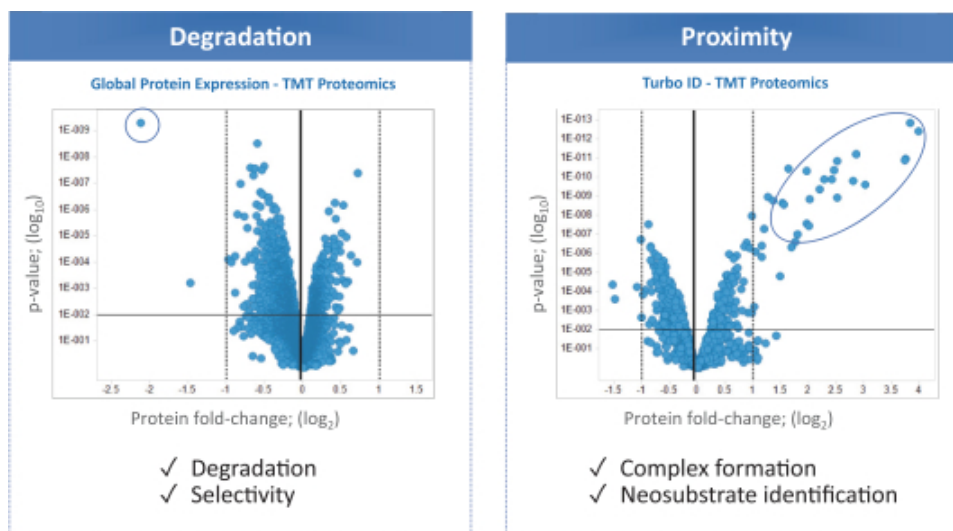 Degradation
Global Protein Expression - TMT Proteomics
1E-009
1E-008
1E-007
1E-006
1E-005
1E-004
1E-003
1E-002
1E-001
p-value; (log10)
-2.5 -2 -1.5 -1 -0.5 0 0.5 1 1.5
Protein fold-change; (log2)
✓ Degradation
✓ Selectivity
Proximity
Turbo ID - TMT Proteomics
1E-013
1E-012
1E-011
1E-010
1E-009
1E-008
1E-007
1E-006
1E-005
1E-004
1E-003
1E-002
1E-001
p-value; (log10)
-1.5 -1 -0.5 0 0.5 1 1.5 2 2.5 3 3.5 4
Protein fold-change; (log2)
✓ Complex formation
✓ Neosubstrate identification